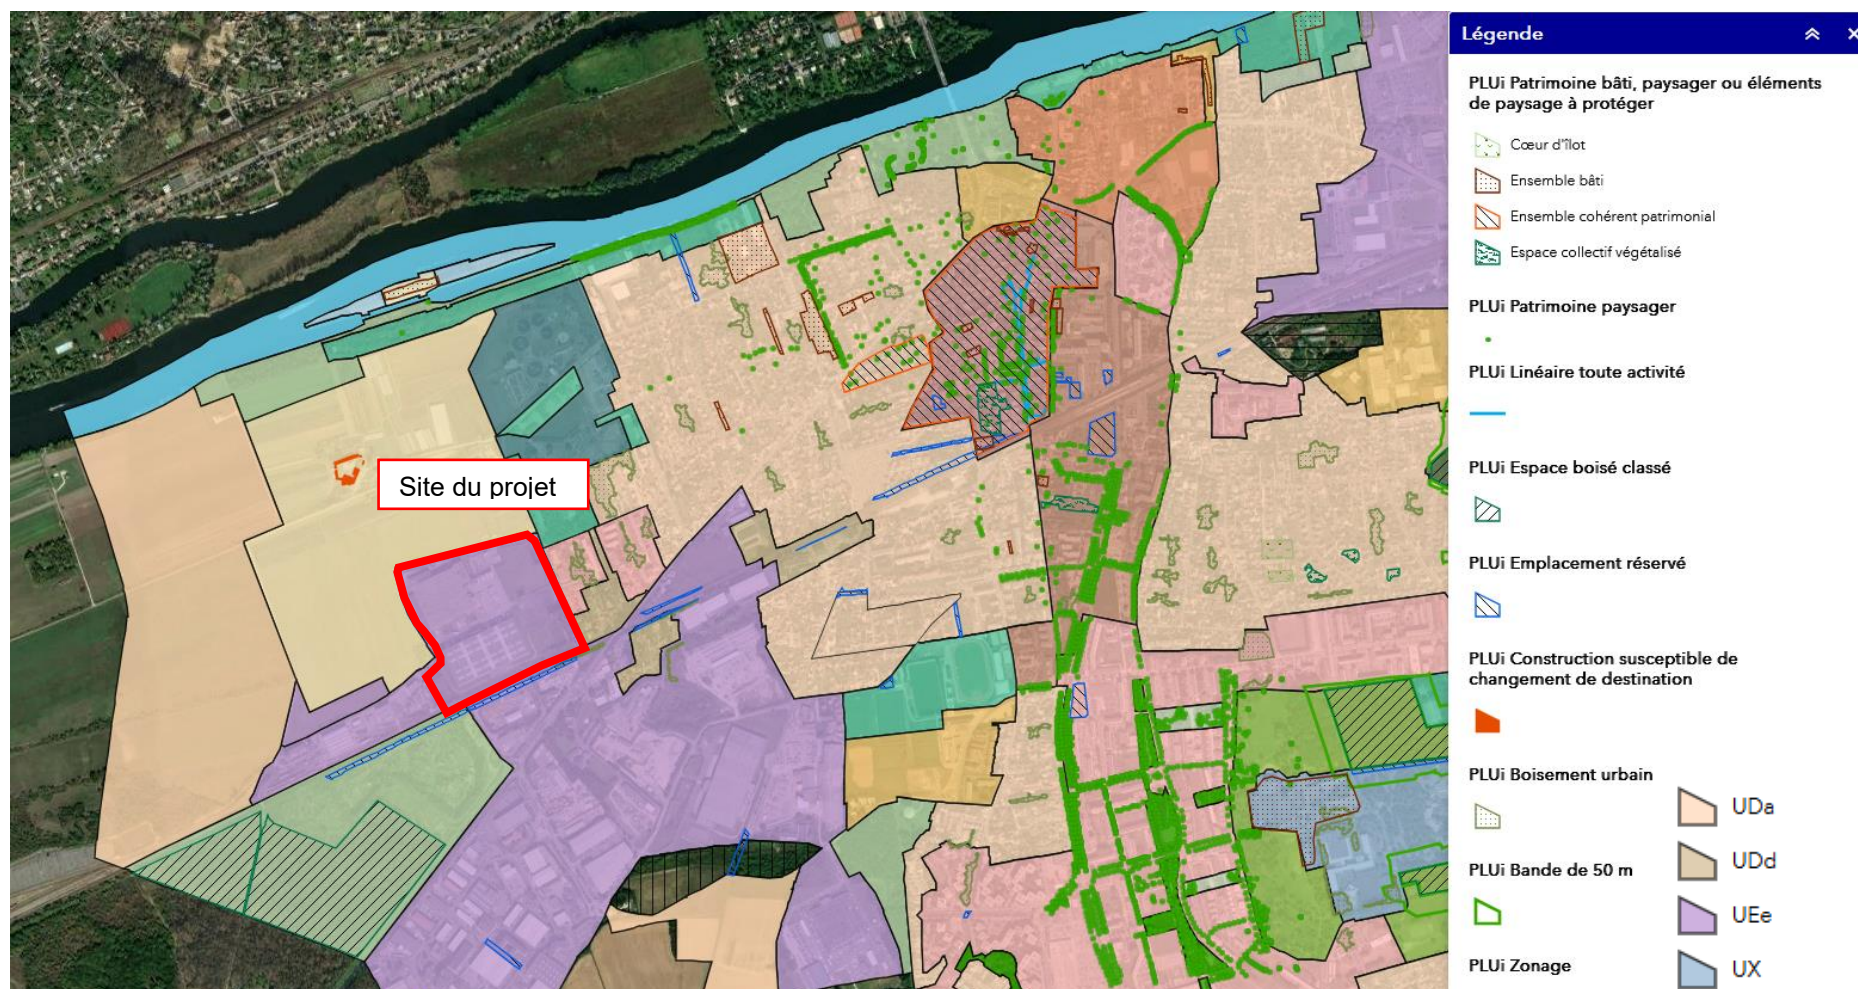 Site du projet
Légende
PLUi Patrimoine bâti, paysager ou éléments
de paysage à protéger
Cœur d'îlot
Ensemble bâti
Ensemble cohérent patrimonial
Espace collectif végétalisé
PLUi Patrimoine paysager
PLUi Linéaire toute activité
PLUi Espace boisé classé
PLUi Emplacement réservé
PLUi Construction susceptible de
changement de destination
PLUi Boisement urbain
PLUi Bande de 50 m
PLUi Zonage
UDa
UDd
UEe
UX